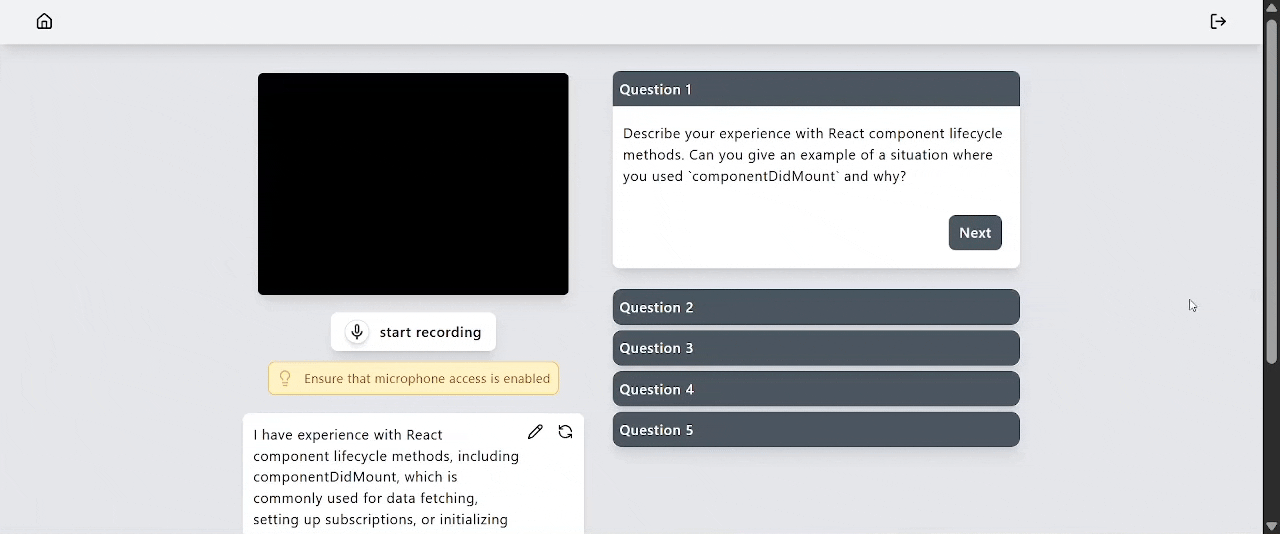 Question 1
Describe your experience with React component lifecycle
methods. Can you give an example of a situation where
you used `componentDidMount` and why?
Next
start recording
Ensure that microphone access is enabled
Question 2
Question 3
Question 4
Question 5
I have experience with React
component lifecycle methods, including
componentDidMount, which is
commonly used for data fetching,
setting up subscriptions, or initializing